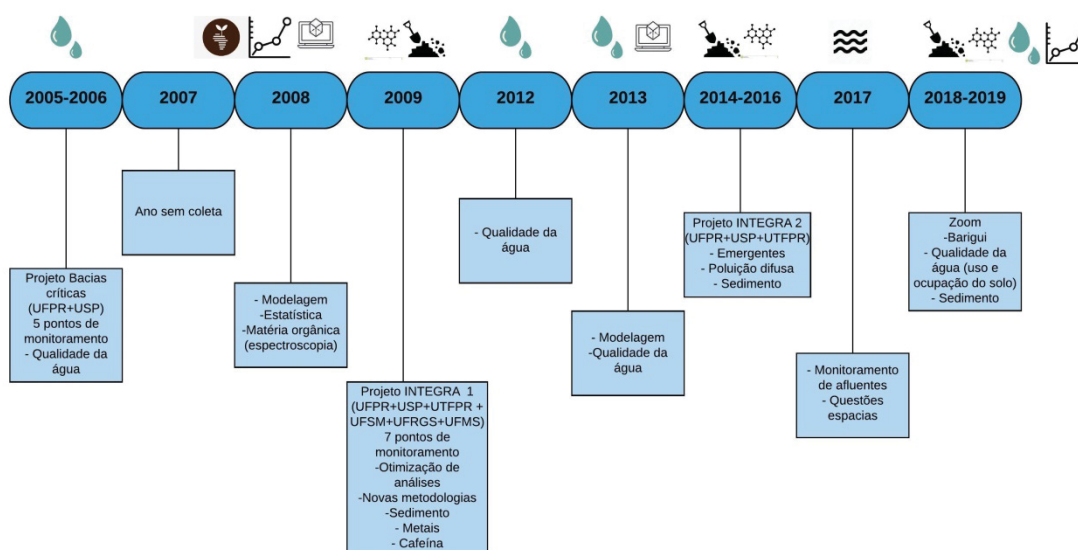 2005-2006
2007
2008
2009
2012
2013
2014-2016
2017
2018-2019
Projeto Bacias
críticas
(UFPR+USP)
5 pontos de
monitoramento
- Qualidade da
água
Ano sem coleta
- Modelagem
-Estatística
-Matéria orgânica
(espectroscopia)
Projeto INTEGRA 1
(UFPR+USP+UTFPR +
UFSM+UFRGS+UFMS)
7 pontos de
monitoramento
-Otimização de
análises
-Novas metodologias
-Sedimento
- Metais
- Cafeína
- Qualidade da
água
- Modelagem
-Qualidade da
água
Projeto INTEGRA 2
(UFPR+USP+UTFPR)
- Emergentes
- Poluição difusa
- Sedimento
- Monitoramento
de afluentes
- Questões
espacias
Zoom
-Barigui
- Qualidade da
água (uso e
ocupação do solo)
- Sedimento